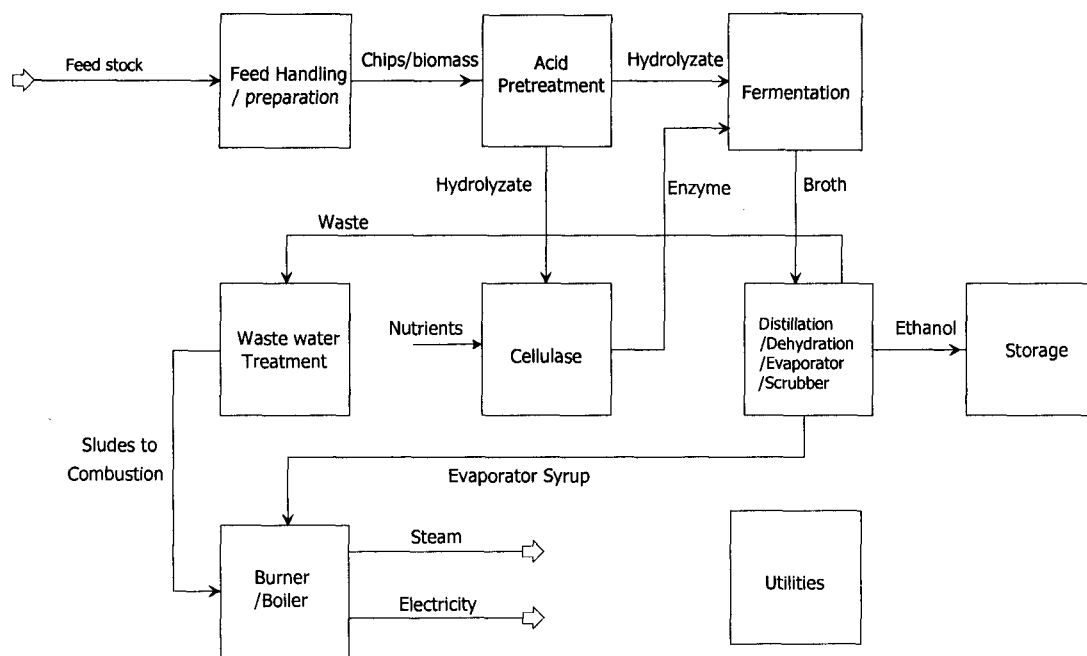 Feed stock
Feed Handling
/ preparation
Chips/biomass
Acid
Pretreatment
Hydrolyzate
Fermentation
Hydrolyzate
Enzyme
Broth
Waste
Waste water
Treatment
Nutrients
Cellulase
Distillation
/Dehydration
/Evaporator
/Scrubber
Ethanol
Storage
Sludes to
Combustion
Evaporator Syrup
Burner
/Boiler
Steam
Electricity
Utilities